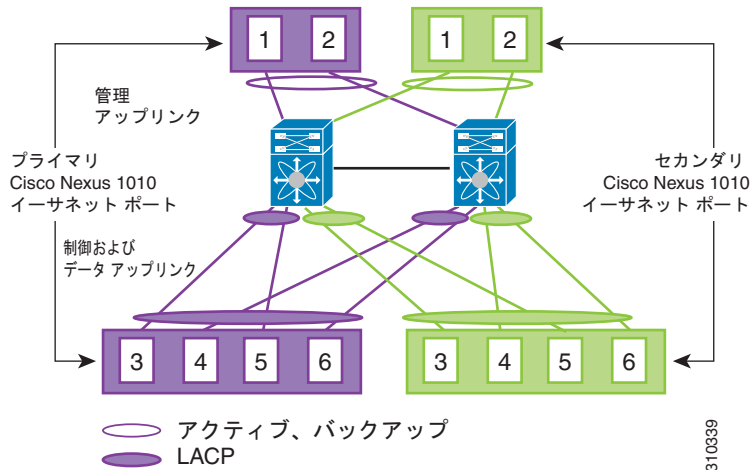 1 2 1 2
管理
アップリンク
プライマリ
Cisco Nexus 1010
イーサネット ポート
セカンダリ
Cisco Nexus 1010
イーサネット ポート
制御および
データ アップリンク
3 4 5 6 3 4 5 6
アクティブ、バックアップ
LACP
310339